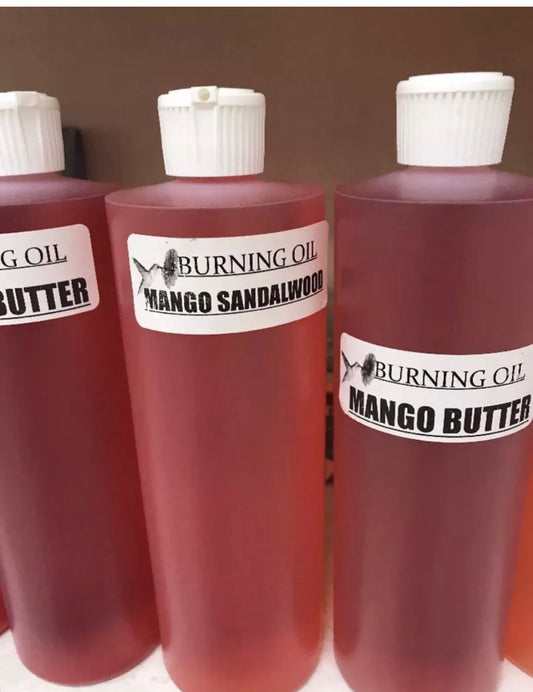 G OIL
BUTTER
BURNING OIL
MANGO SANDALWOOD
BURNING OIL
MANGO BUTTER